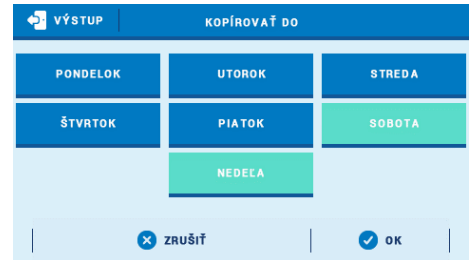 VÝSTUP KOPÍROVAŤ DO
PONDELOK UTOROK STREDA
ŠTVRTOK PIATOK SOBOTA
NEDEĽA
ZRUŠIŤ OK